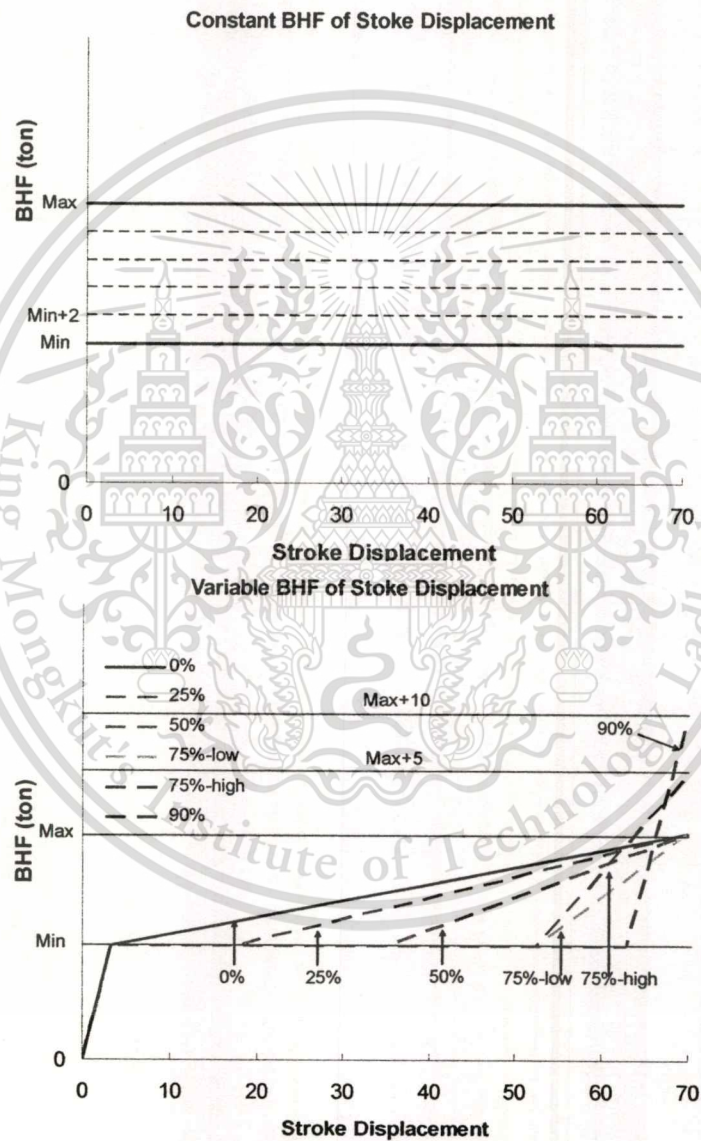 Constant BHF of Stoke Displacement
BHF (ton)
Max
Min+2
Min
0
0 10 20 30 40 50 60 70
Stroke Displacement
Variable BHF of Stoke Displacement
0%
25%
50%
75%-low
75%-high
90%
Max+10
90%
Max+5
BHF (ton)
Max
Min
0% 25% 50% 75%-low 75%-high
0
0 10 20 30 40 50 60 70
Stroke Displacement
King Mongkut's Institute of Technology Lad